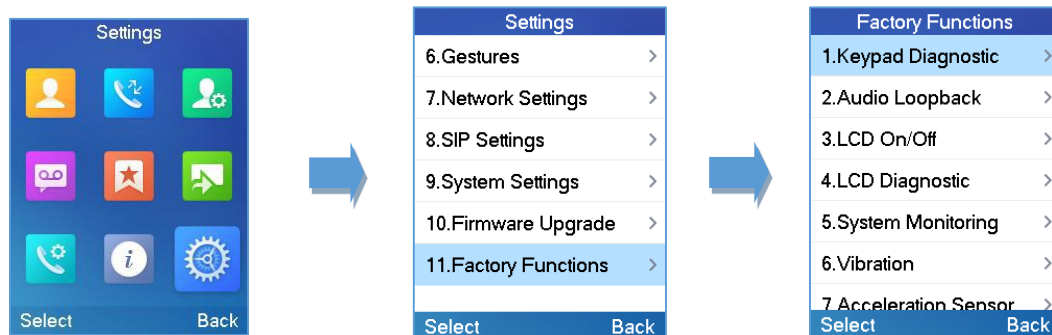 Settings
Select Back
Settings
6.Gestures
7.Network Settings
8.SIP Settings
9.System Settings
10.Firmware Upgrade
11.Factory Functions
Select Back
Factory Functions
1.Keypad Diagnostic
2.Audio Loopback
3.LCD On/Off
4.LCD Diagnostic
5.System Monitoring
6.Vibration
7.Acceleration Sensor
Select Back